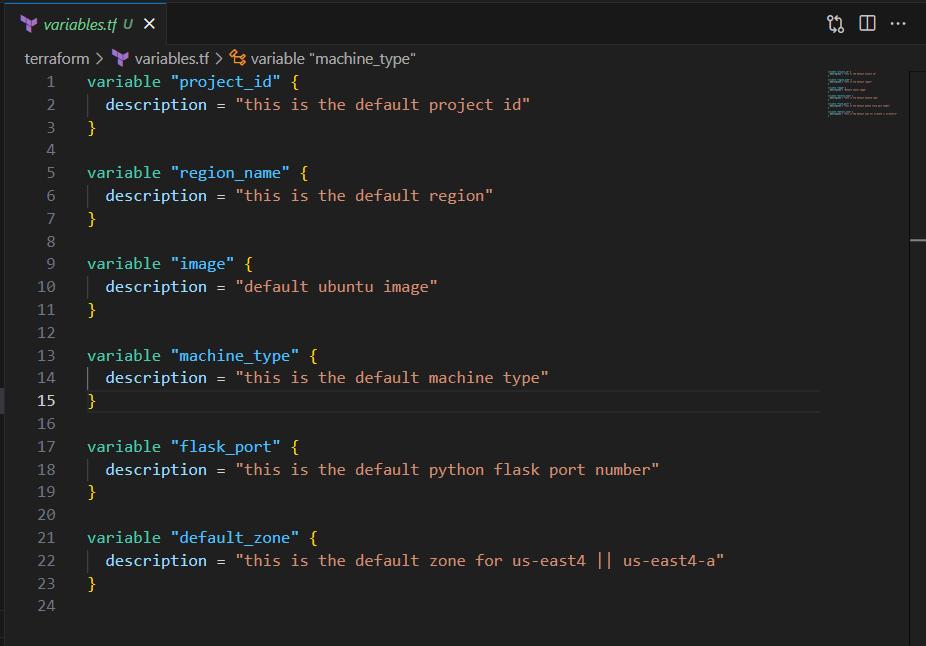 variables.tf U
terraform > variables.tf > variable "machine_type"
1 variable "project_id" {
2 description = "this is the default project id"
3 }
4
5 variable "region_name" {
6 description = "this is the default region"
7 }
8
9 variable "image" {
10 description = "default ubuntu image"
11 }
12
13 variable "machine_type" {
14 description = "this is the default machine type"
15 }
16
17 variable "flask_port" {
18 description = "this is the default python flask port number"
19 }
20
21 variable "default_zone" {
22 description = "this is the default zone for us-east4 || us-east4-a"
23 }
24